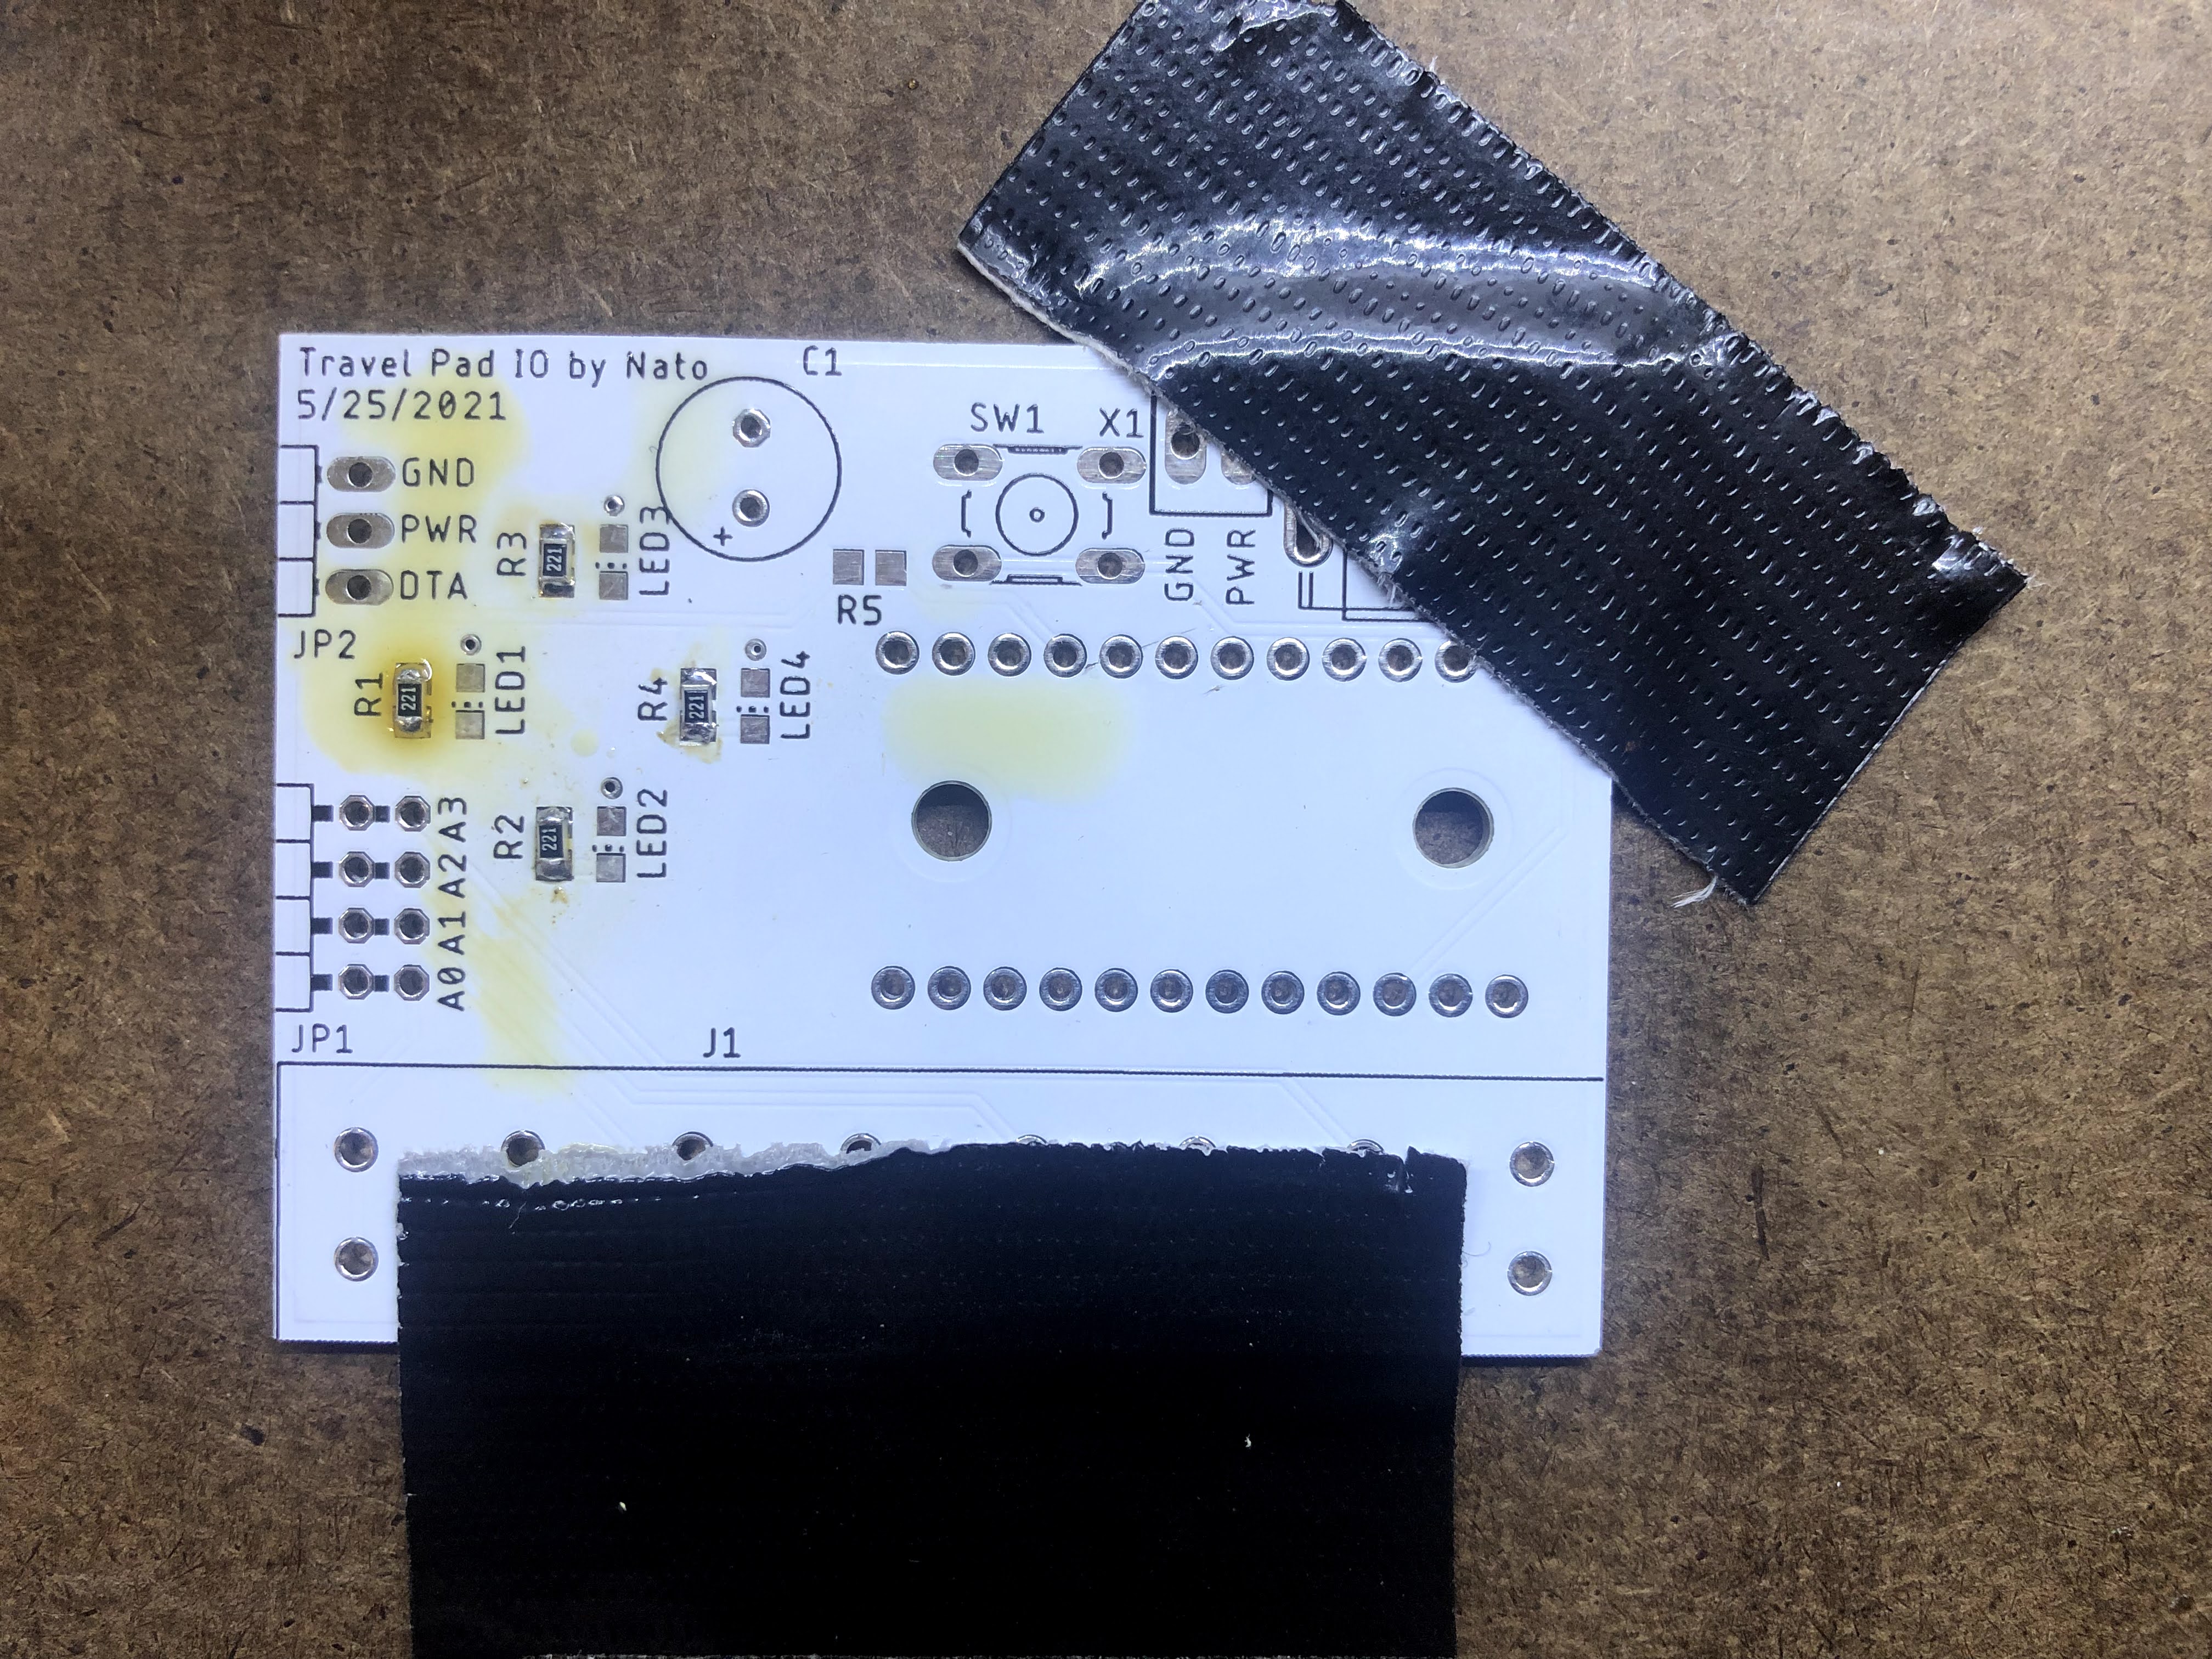 Travel Pad IO by Nato
5/25/2021
C1
SW1
X1
GND
PWR
DTA
JP2
R3
221
LED3
+
R5
GND
PWR
R1
221
LED1
R4
221
LED4
R2
221
LED2
A3
A2
A1
A0
JP1
J1